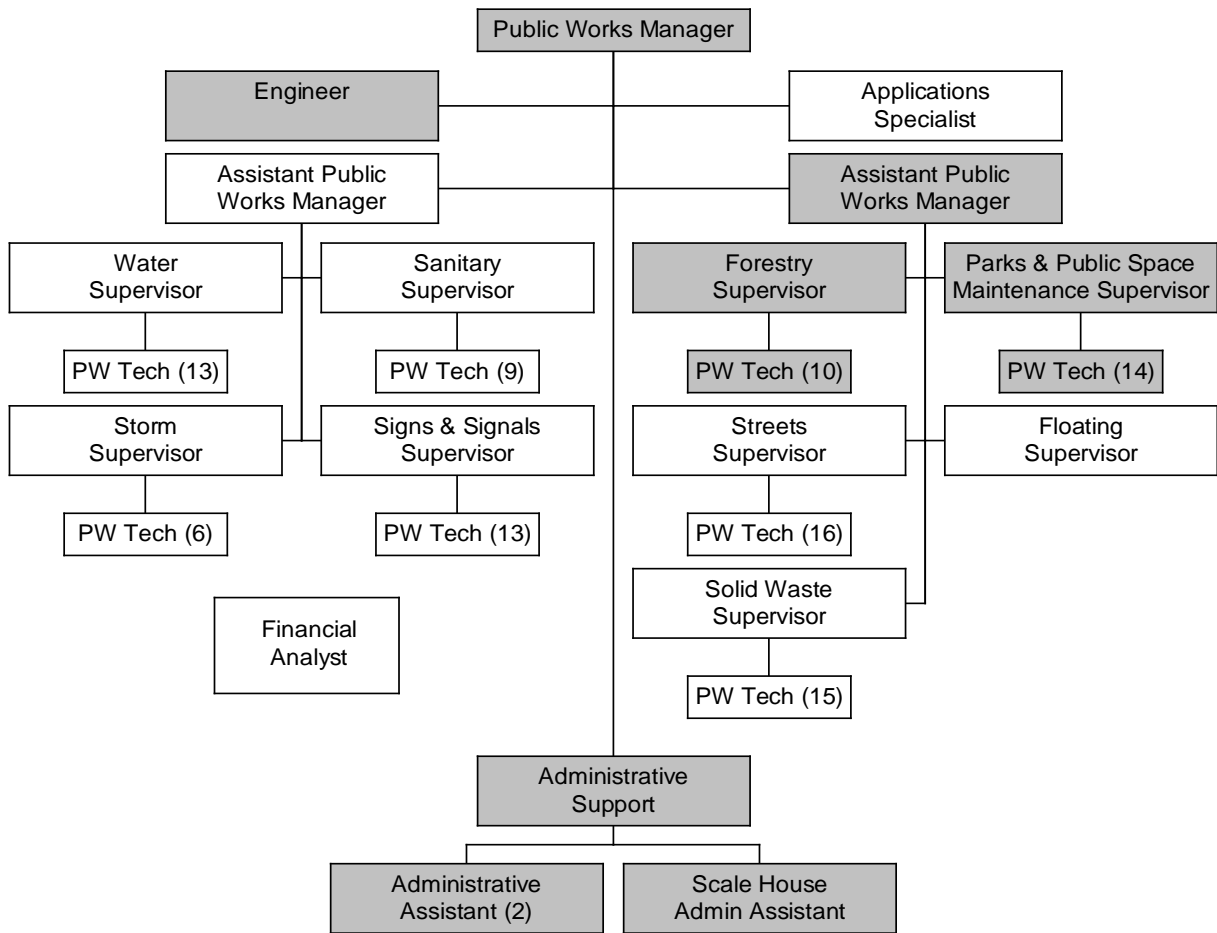 Public Works Manager
Engineer
Applications
Specialist
Assistant Public
Works Manager
Assistant Public
Works Manager
Water
Supervisor
Sanitary
Supervisor
Forestry
Supervisor
Parks & Public Space
Maintenance Supervisor
PW Tech (13)
PW Tech (9)
PW Tech (10)
PW Tech (14)
Storm
Supervisor
Signs & Signals
Supervisor
Streets
Supervisor
Floating
Supervisor
PW Tech (6)
PW Tech (13)
PW Tech (16)
Solid Waste
Supervisor
Financial
Analyst
PW Tech (15)
Administrative
Support
Administrative
Assistant (2)
Scale House
Admin Assistant